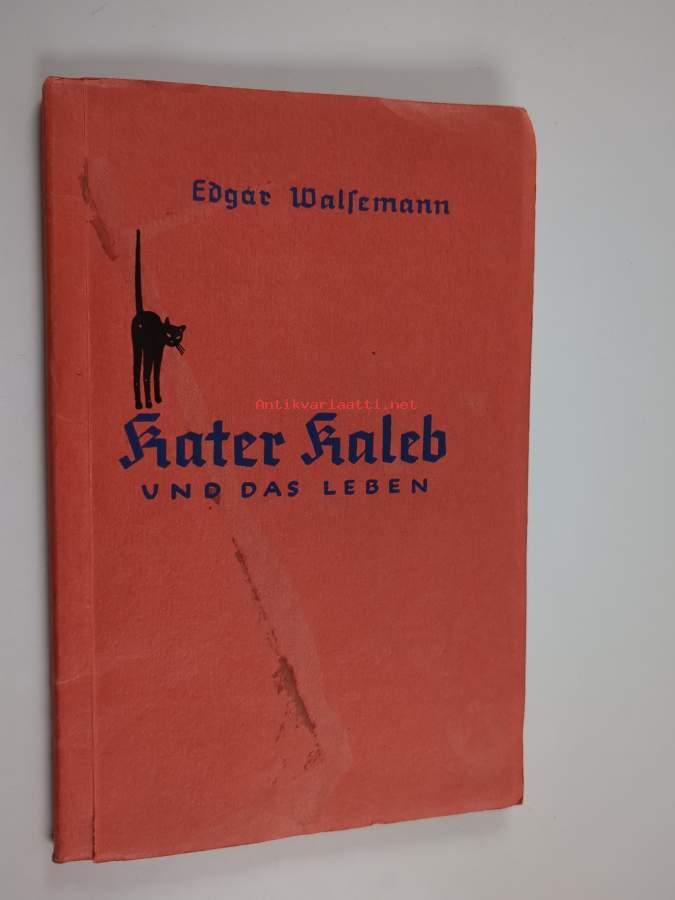 Edgar Walſemann
Antikvariaatti.net
Kater Kaleb
UND DAS LEBEN